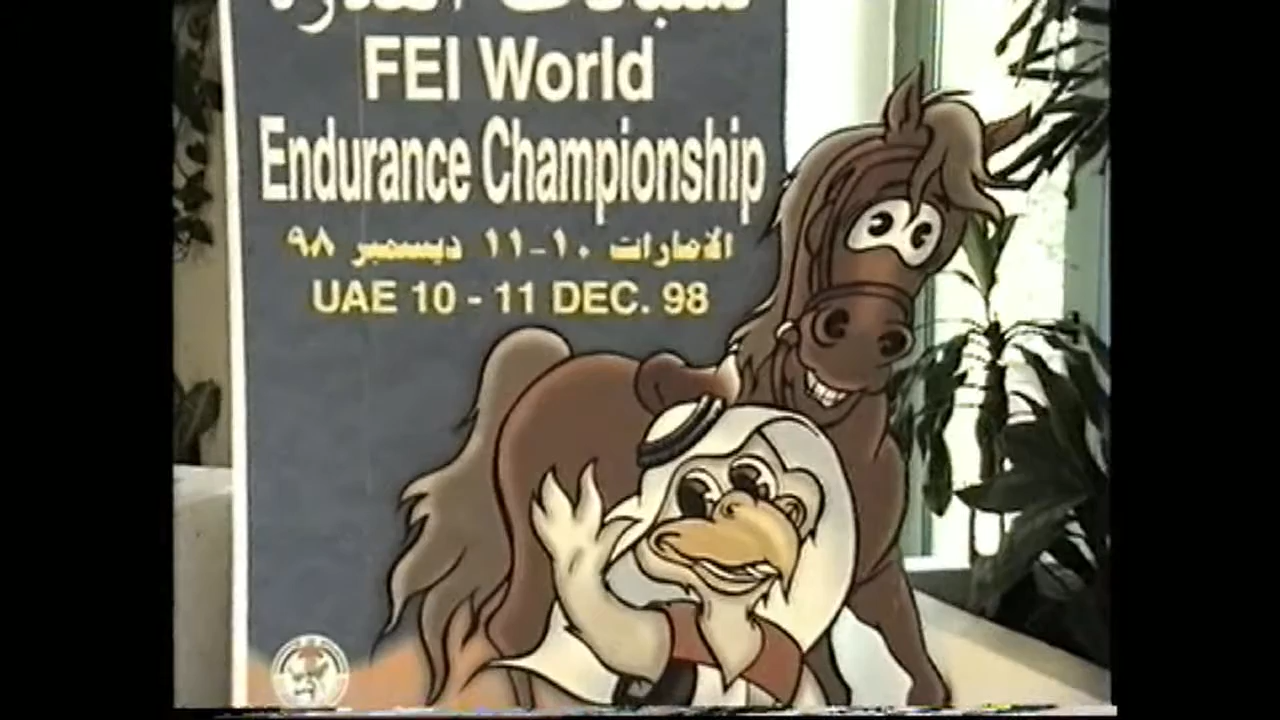 FEI World
Endurance Championship
الامارات ١٠-١١ ديسمبر ٩٨
UAE 10 - 11 DEC. 98